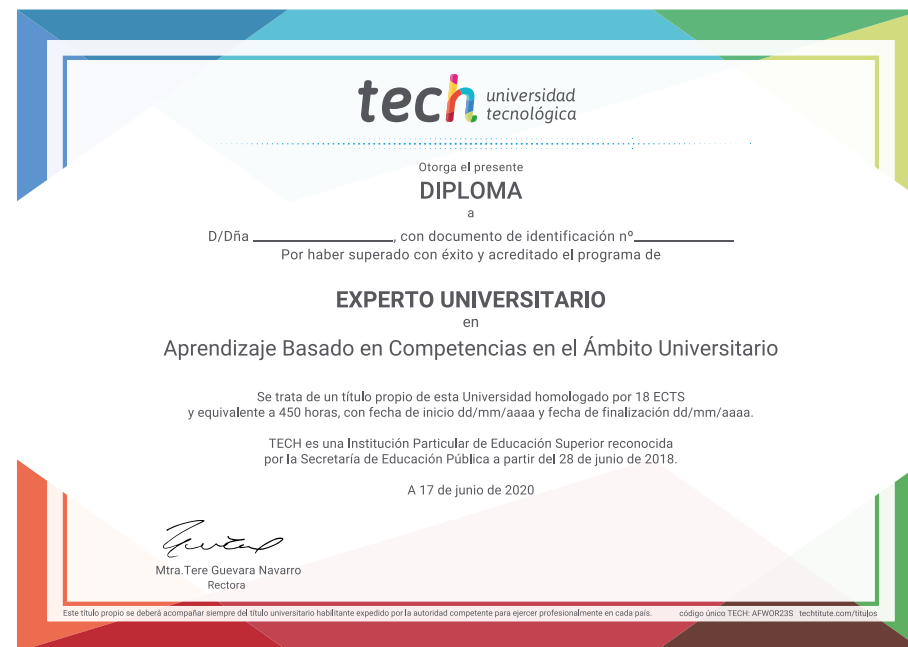 tech universidad
tecnológica
Otorga el presente
DIPLOMA
a
D/Dña ____________________, con documento de identificación nº______________
Por haber superado con éxito y acreditado el programa de
EXPERTO UNIVERSITARIO
en
Aprendizaje Basado en Competencias en el Ámbito Universitario
Se trata de un título propio de esta Universidad homologado por 18 ECTS
y equivalente a 450 horas, con fecha de inicio dd/mm/aaaa y fecha de finalización dd/mm/aaaa.
TECH es una Institución Particular de Educación Superior reconocida
por la Secretaría de Educación Pública a partir del 28 de junio de 2018.
A 17 de junio de 2020
Mtra.Tere Guevara Navarro
Rectora
Este título propio se deberá acompañar siempre del título universitario habilitante expedido por la autoridad competente para ejercer profesionalmente en cada país. código único TECH: AFWOR23S techtitute.com/títulos